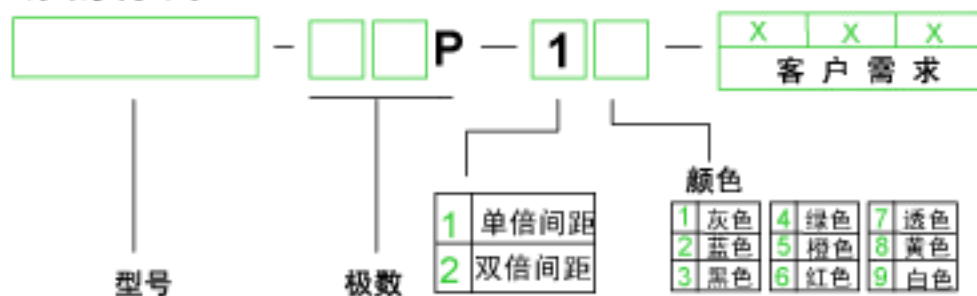 — P — 1 — X X X
客户需求
颜色
1 单倍间距
2 双倍间距
1 灰色 4 绿色 7 透色
2 蓝色 5 橙色 8 黄色
3 黑色 6 红色 9 白色
型号 极数